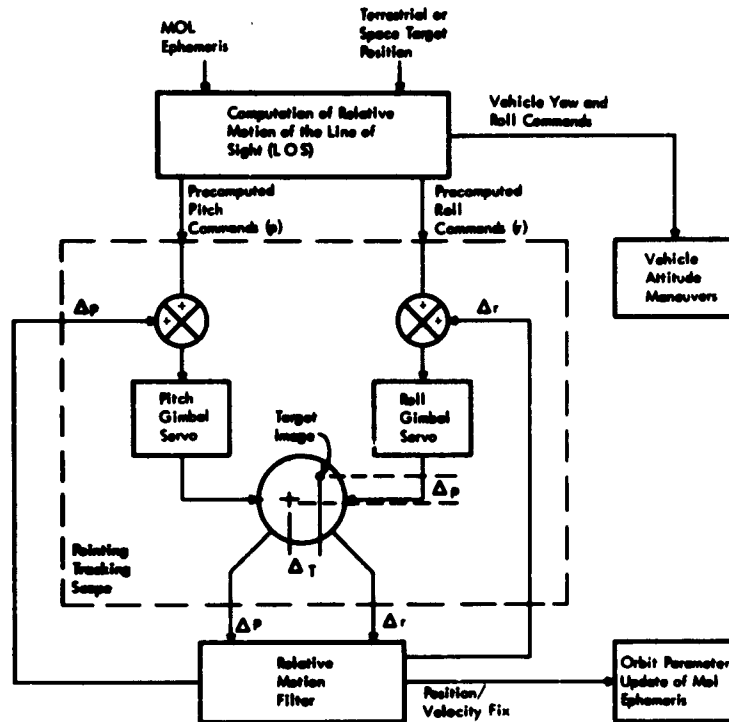 MOL
Ephemeris
Terrestrial or
Space Target
Position
Computation of Relative
Motion of the Line of
Sight (L O S)
Vehicle Yaw and
Roll Commands
Precomputed
Pitch
Commands (p)
Precomputed
Roll
Commands (r)
Vehicle
Attitude
Maneuvers
Δp
+
+
+
+
Δr
Pitch
Gimbal
Servo
Roll
Gimbal
Servo
Target
Image
Δp
ΔT
Pointing
Tracking
Scope
ΔP
Δr
Relative
Motion
Filter
Position/
Velocity Fix
Orbit Parameter
Update of Mol
Ephemeris